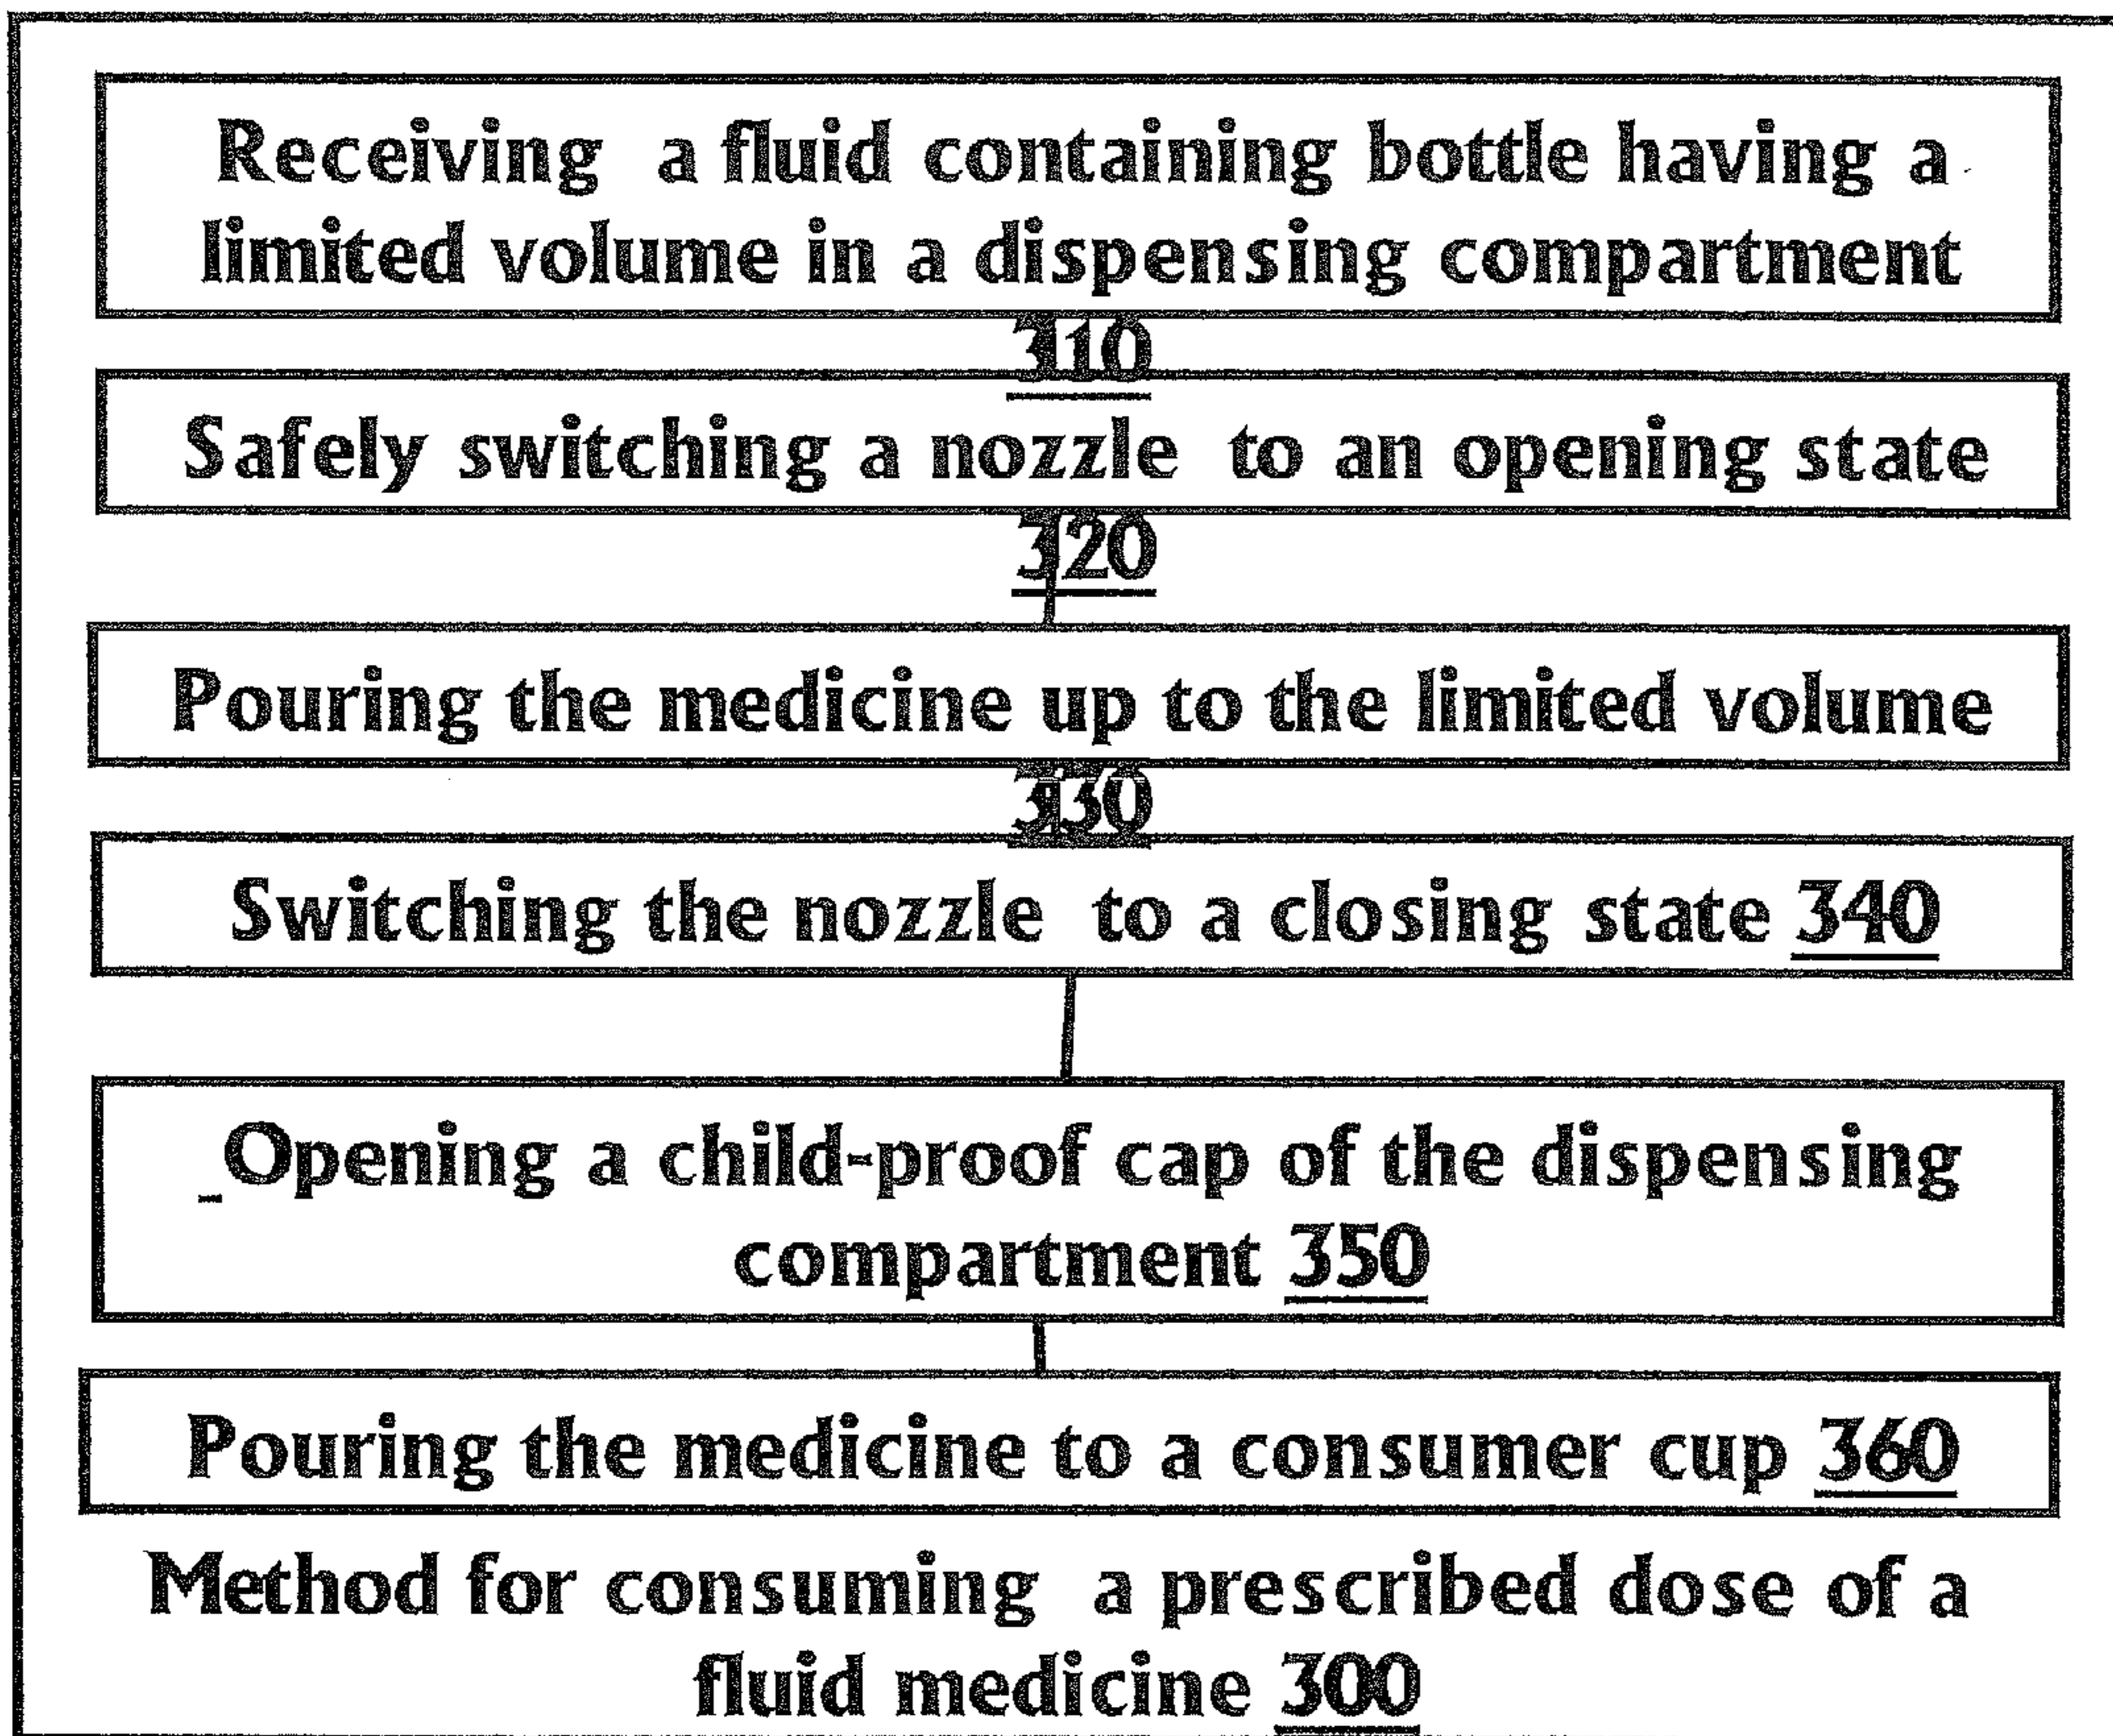 Receiving a fluid containing bottle having a
limited volume in a dispensing compartment
310
Safely switching a nozzle to an opening state
320
Pouring the medicine up to the limited volume
330
Switching the nozzle to a closing state 340
Opening a child-proof cap of the dispensing
compartment 350
Pouring the medicine to a consumer cup 360
Method for consuming a prescribed dose of a
fluid medicine 300